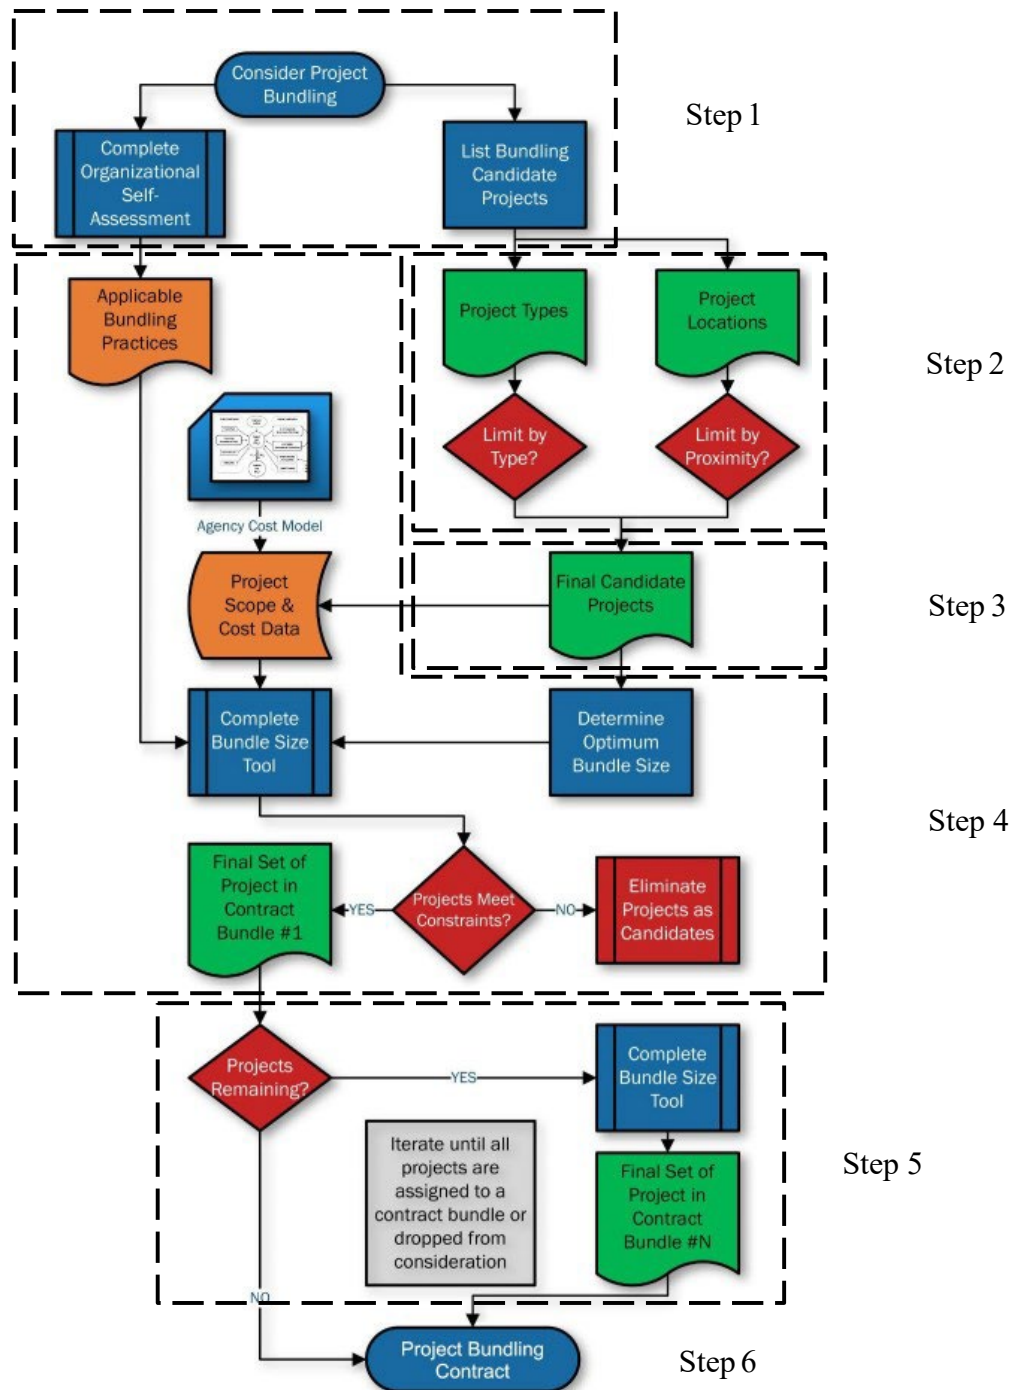 Consider Project
Bundling
Step 1
Complete
Organizational
Self-
Assessment
List Bundling
Candidate
Projects
Applicable
Bundling
Practices
Project Types
Project
Locations
Step 2
Limit by
Type?
Limit by
Proximity?
Agency Cost Model
Project
Scope &
Cost Data
Final Candidate
Projects
Step 3
Complete
Bundle Size
Tool
Determine
Optimum
Bundle Size
Step 4
Final Set of
Project in
Contract
Bundle #1
YES
Projects Meet
Constraints?
NO
Eliminate
Projects as
Candidates
Projects
Remaining?
YES
Complete
Bundle Size
Tool
Iterate until all
projects are
assigned to a
contract bundle or
dropped from
consideration
Final Set of
Project in
Contract
Bundle #N
Step 5
NO
Project Bundling
Contract
Step 6